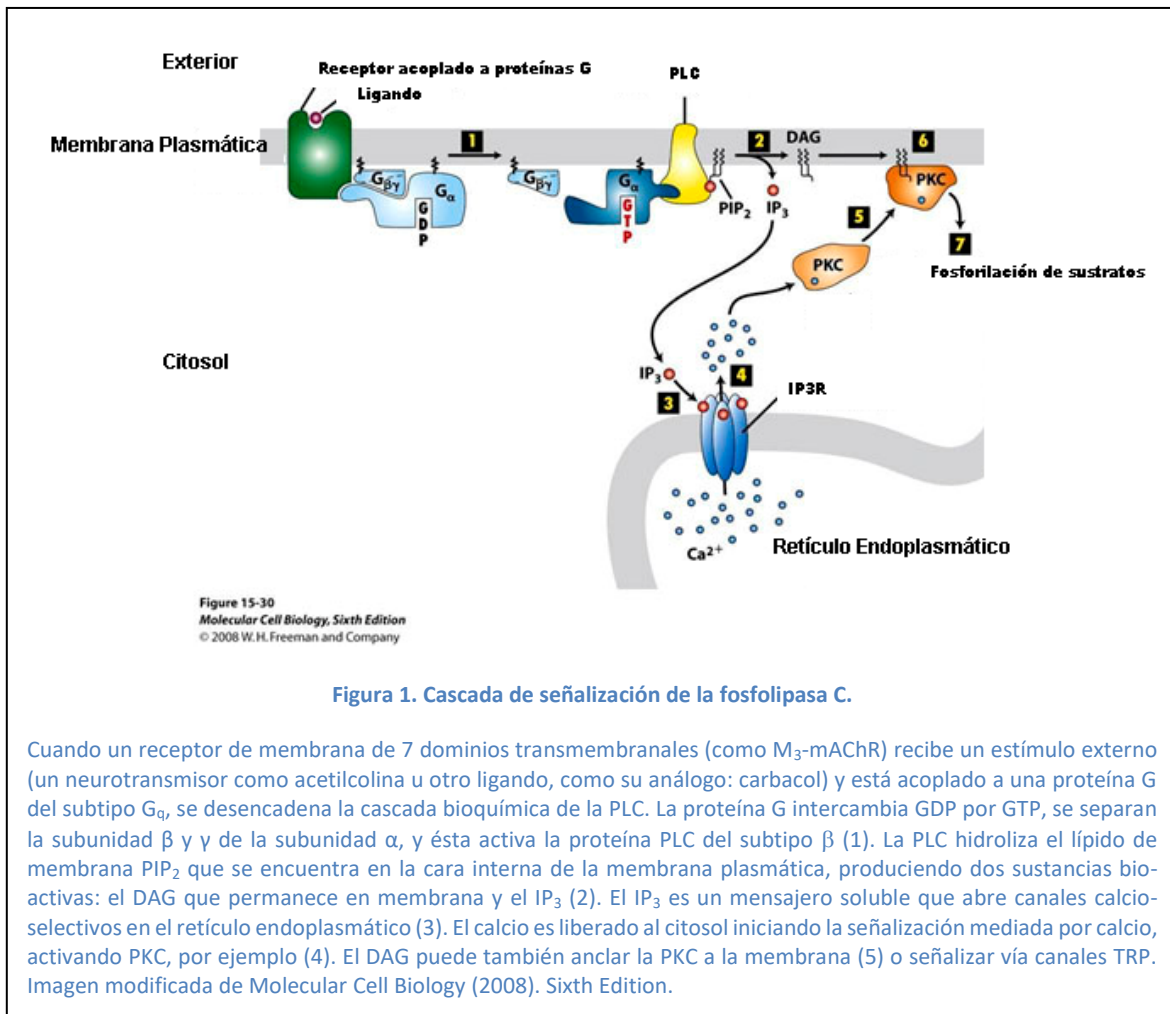 Exterior
Receptor acoplado a proteínas G
Ligando
PLC
Membrana Plasmática
1
2
DAG
6
Gβγ
Gα
GDP
Gβγ
Gα
GTP
PIP2
IP3
PKC
5
7
PKC
Fosforilación de sustratos
Citosol
IP3
4
3
IP3R
Ca2+
Retículo Endoplasmático
Figure 15-30
Molecular Cell Biology, Sixth Edition
© 2008 W. H. Freeman and Company
Figura 1. Cascada de señalización de la fosfolipasa C.
Cuando un receptor de membrana de 7 dominios transmembranales (como M3-mAChR) recibe un estímulo externo
(un neurotransmisor como acetilcolina u otro ligando, como su análogo: carbacol) y está acoplado a una proteína G
del subtipo Gq, se desencadena la cascada bioquímica de la PLC. La proteína G intercambia GDP por GTP, se separan
la subunidad β y γ de la subunidad α, y ésta activa la proteína PLC del subtipo β (1). La PLC hidroliza el lípido de
membrana PIP2 que se encuentra en la cara interna de la membrana plasmática, produciendo dos sustancias bio-
activas: el DAG que permanece en membrana y el IP3 (2). El IP3 es un mensajero soluble que abre canales calcio-
selectivos en el retículo endoplasmático (3). El calcio es liberado al citosol iniciando la señalización mediada por calcio,
activando PKC, por ejemplo (4). El DAG puede también anclar la PKC a la membrana (5) o señalizar vía canales TRP.
Imagen modificada de Molecular Cell Biology (2008). Sixth Edition.